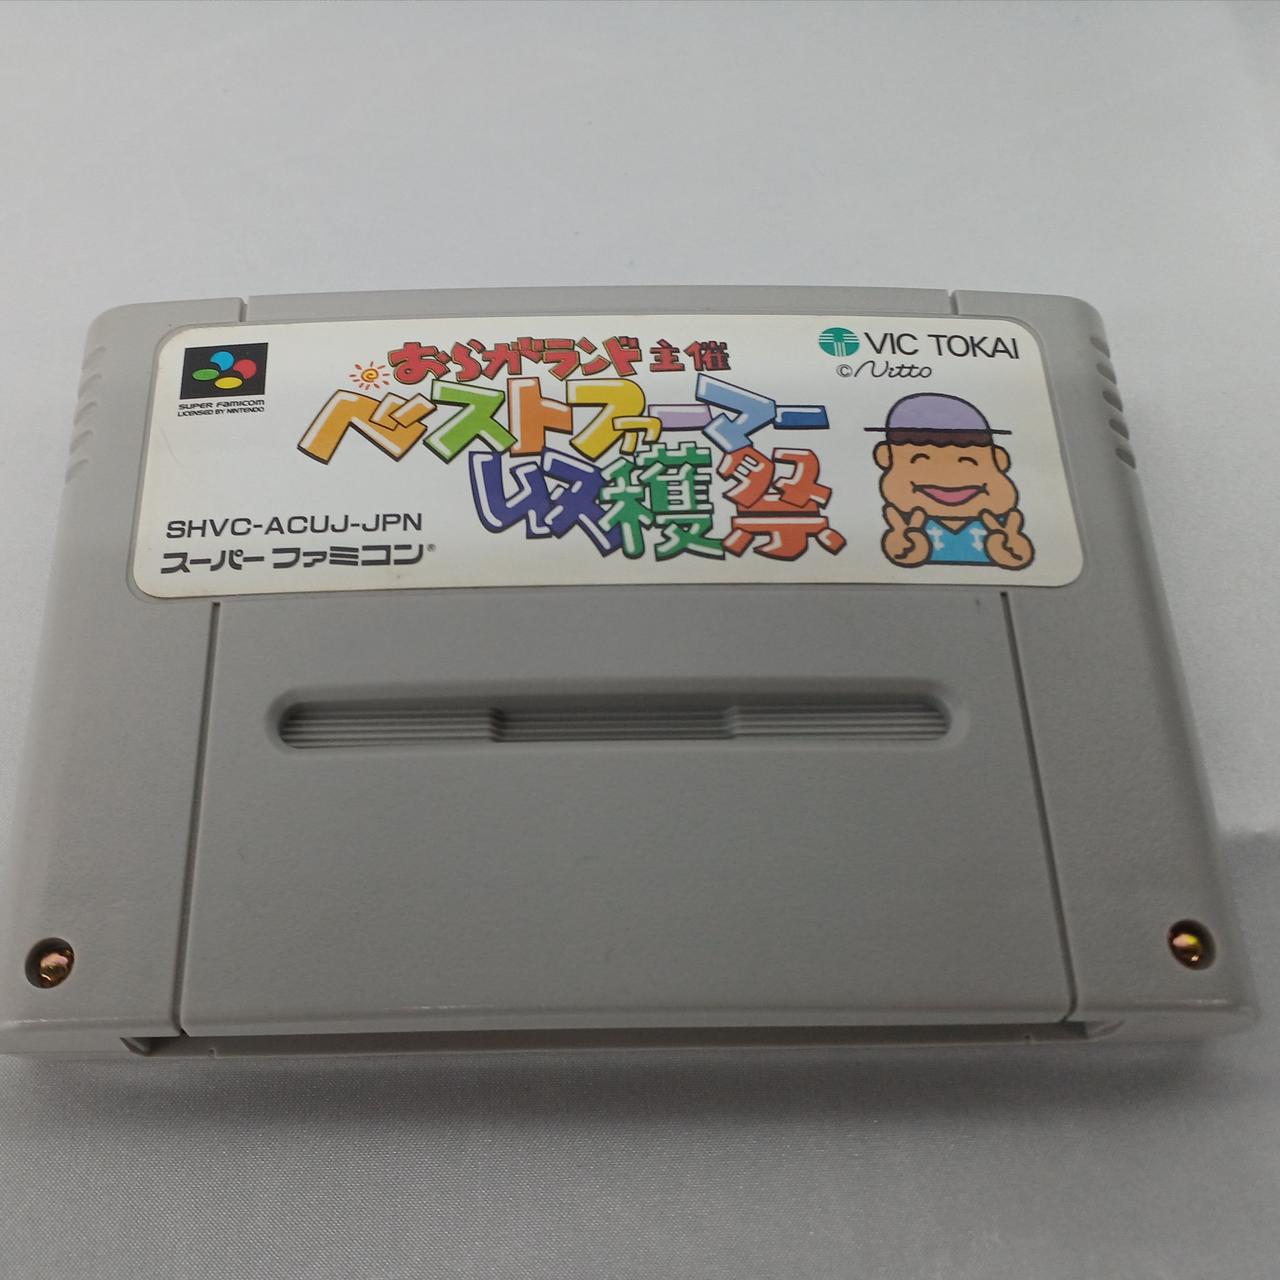 おらがランド主催
ベストファーマー
収穫祭
VIC TOKAI
©Nitto
SUPER FAMICOM
LICENSED BY NINTENDO
SHVC-ACUJ-JPN
スーパーファミコン®